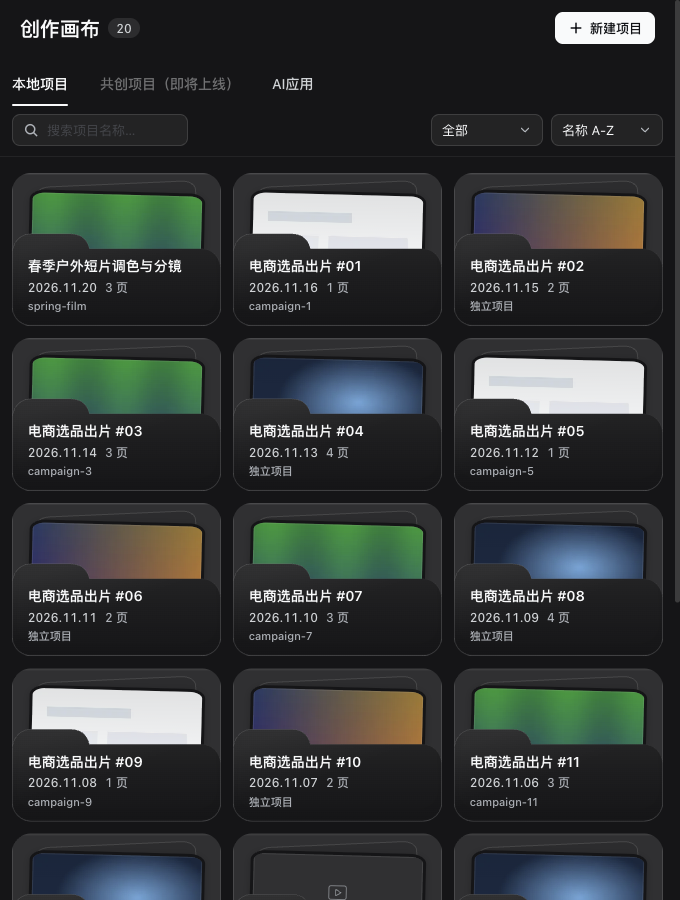 创作画布 20
+ 新建项目
本地项目 共创项目（即将上线） AI应用
搜索项目名称... 全部 名称 A-Z
春季户外短片调色与分镜
2026.11.20 3 页
spring-film
电商选品出片 #01
2026.11.16 1 页
campaign-1
电商选品出片 #02
2026.11.15 2 页
独立项目
电商选品出片 #03
2026.11.14 3 页
campaign-3
电商选品出片 #04
2026.11.13 4 页
独立项目
电商选品出片 #05
2026.11.12 1 页
campaign-5
电商选品出片 #06
2026.11.11 2 页
独立项目
电商选品出片 #07
2026.11.10 3 页
campaign-7
电商选品出片 #08
2026.11.09 4 页
独立项目
电商选品出片 #09
2026.11.08 1 页
campaign-9
电商选品出片 #10
2026.11.07 2 页
独立项目
电商选品出片 #11
2026.11.06 3 页
campaign-11